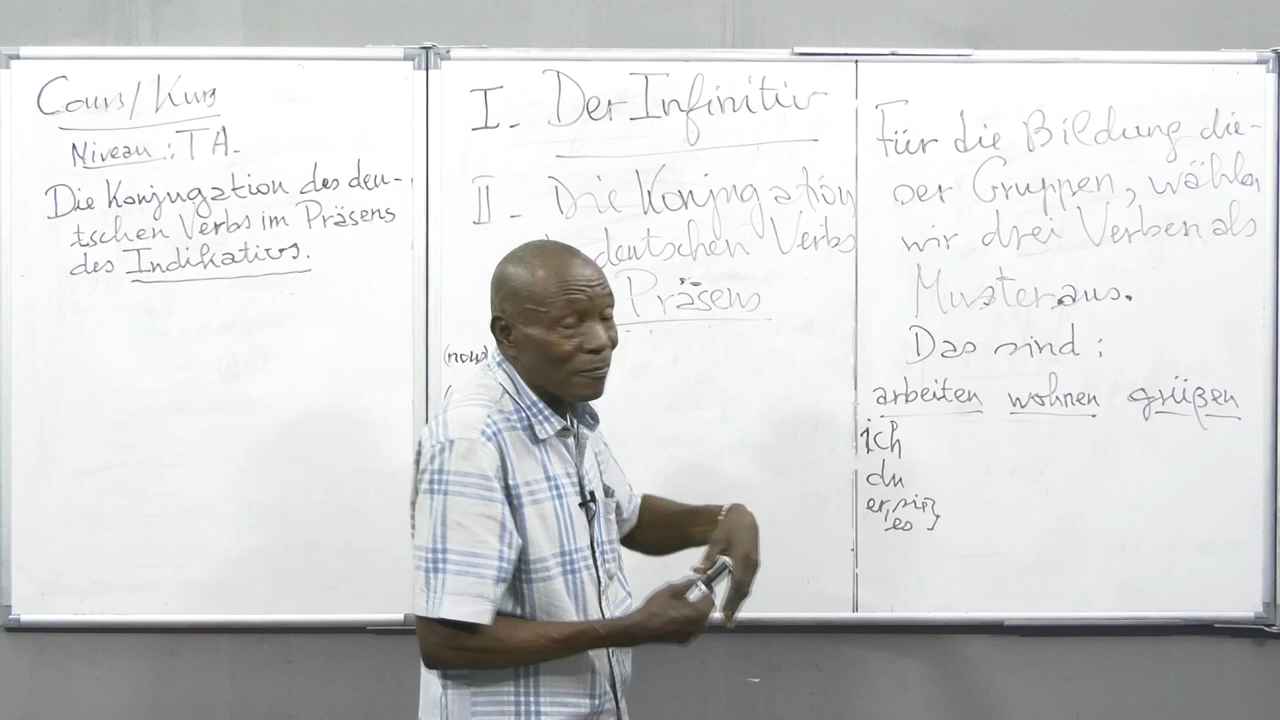 Cours/Kurs
Niveau : TA.
Die Konjugation des deu-
tschen Verbs im Präsens
des Indikativs.
I- Der Infinitiv
II- Die Konjugation
deutschen Verbs
Präsens
Für die Bildung die-
ser Gruppen, wählen
wir drei Verben als
Muster aus.
Das sind :
arbeiten wohnen grüßen
ich
du
er, sie }
es